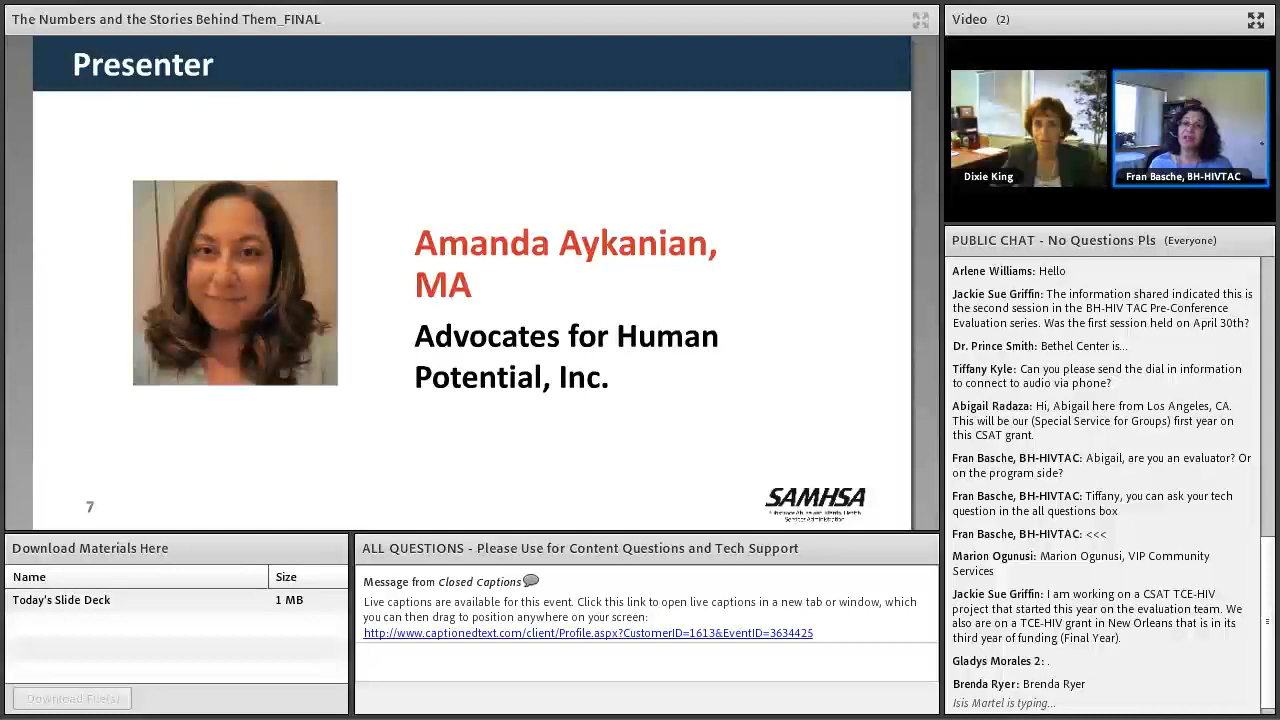 The Numbers and the Stories Behind Them_FINAL
Presenter
Amanda Aykanian,
MA
Advocates for Human
Potential, Inc.
7
SAMHSA
Substance Abuse and Mental Health
Services Administration
Video (2)
Dixie King
Fran Basche, BH-HIVTAC
PUBLIC CHAT - No Questions Pls (Everyone)
Arlene Williams: Hello
Jackie Sue Griffin: The information shared indicated this is
the second session in the BH-HIV TAC Pre-Conference
Evaluation series. Was the first session held on April 30th?
Dr. Prince Smith: Bethel Center is...
Tiffany Kyle: Can you please send the dial in information
to connect to audio via phone?
Abigail Radaza: Hi, Abigail here from Los Angeles, CA.
This will be our (Special Service for Groups) first year on
this CSAT grant.
Fran Basche, BH-HIVTAC: Abigail, are you an evaluator? Or
on the program side?
Fran Basche, BH-HIVTAC: Tiffany, you can ask your tech
question in the all questions box
Fran Basche, BH-HIVTAC: <<<
Marion Ogunusi: Marion Ogunusi, VIP Community
Services
Jackie Sue Griffin: I am working on a CSAT TCE-HIV
project that started this year on the evaluation team. We
also are on a TCE-HIV grant in New Orleans that is in its
third year of funding (Final Year).
Gladys Morales 2: .
Brenda Ryer: Brenda Ryer
Isis Martel is typing...
Download Materials Here
Name Size
Today's Slide Deck 1 MB
Download File(s)
ALL QUESTIONS - Please Use for Content Questions and Tech Support
Message from Closed Captions
Live captions are available for this event. Click this link to open live captions in a new tab or window, which
you can then drag to position anywhere on your screen:
http://www.captionedtext.com/client/Profile.aspx?CustomerID=1613&EventID=3634425